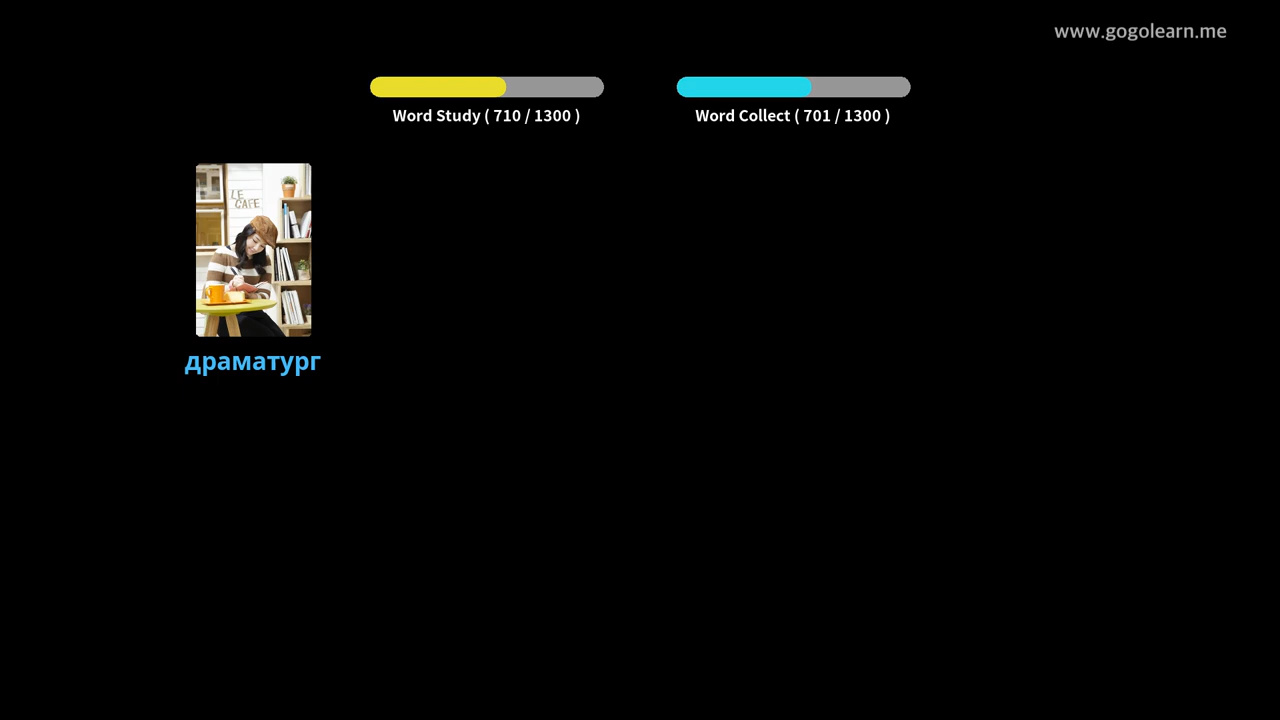 www.gogolearn.me
Word Study ( 710 / 1300 )
Word Collect ( 701 / 1300 )
LE
CAFE
драматург